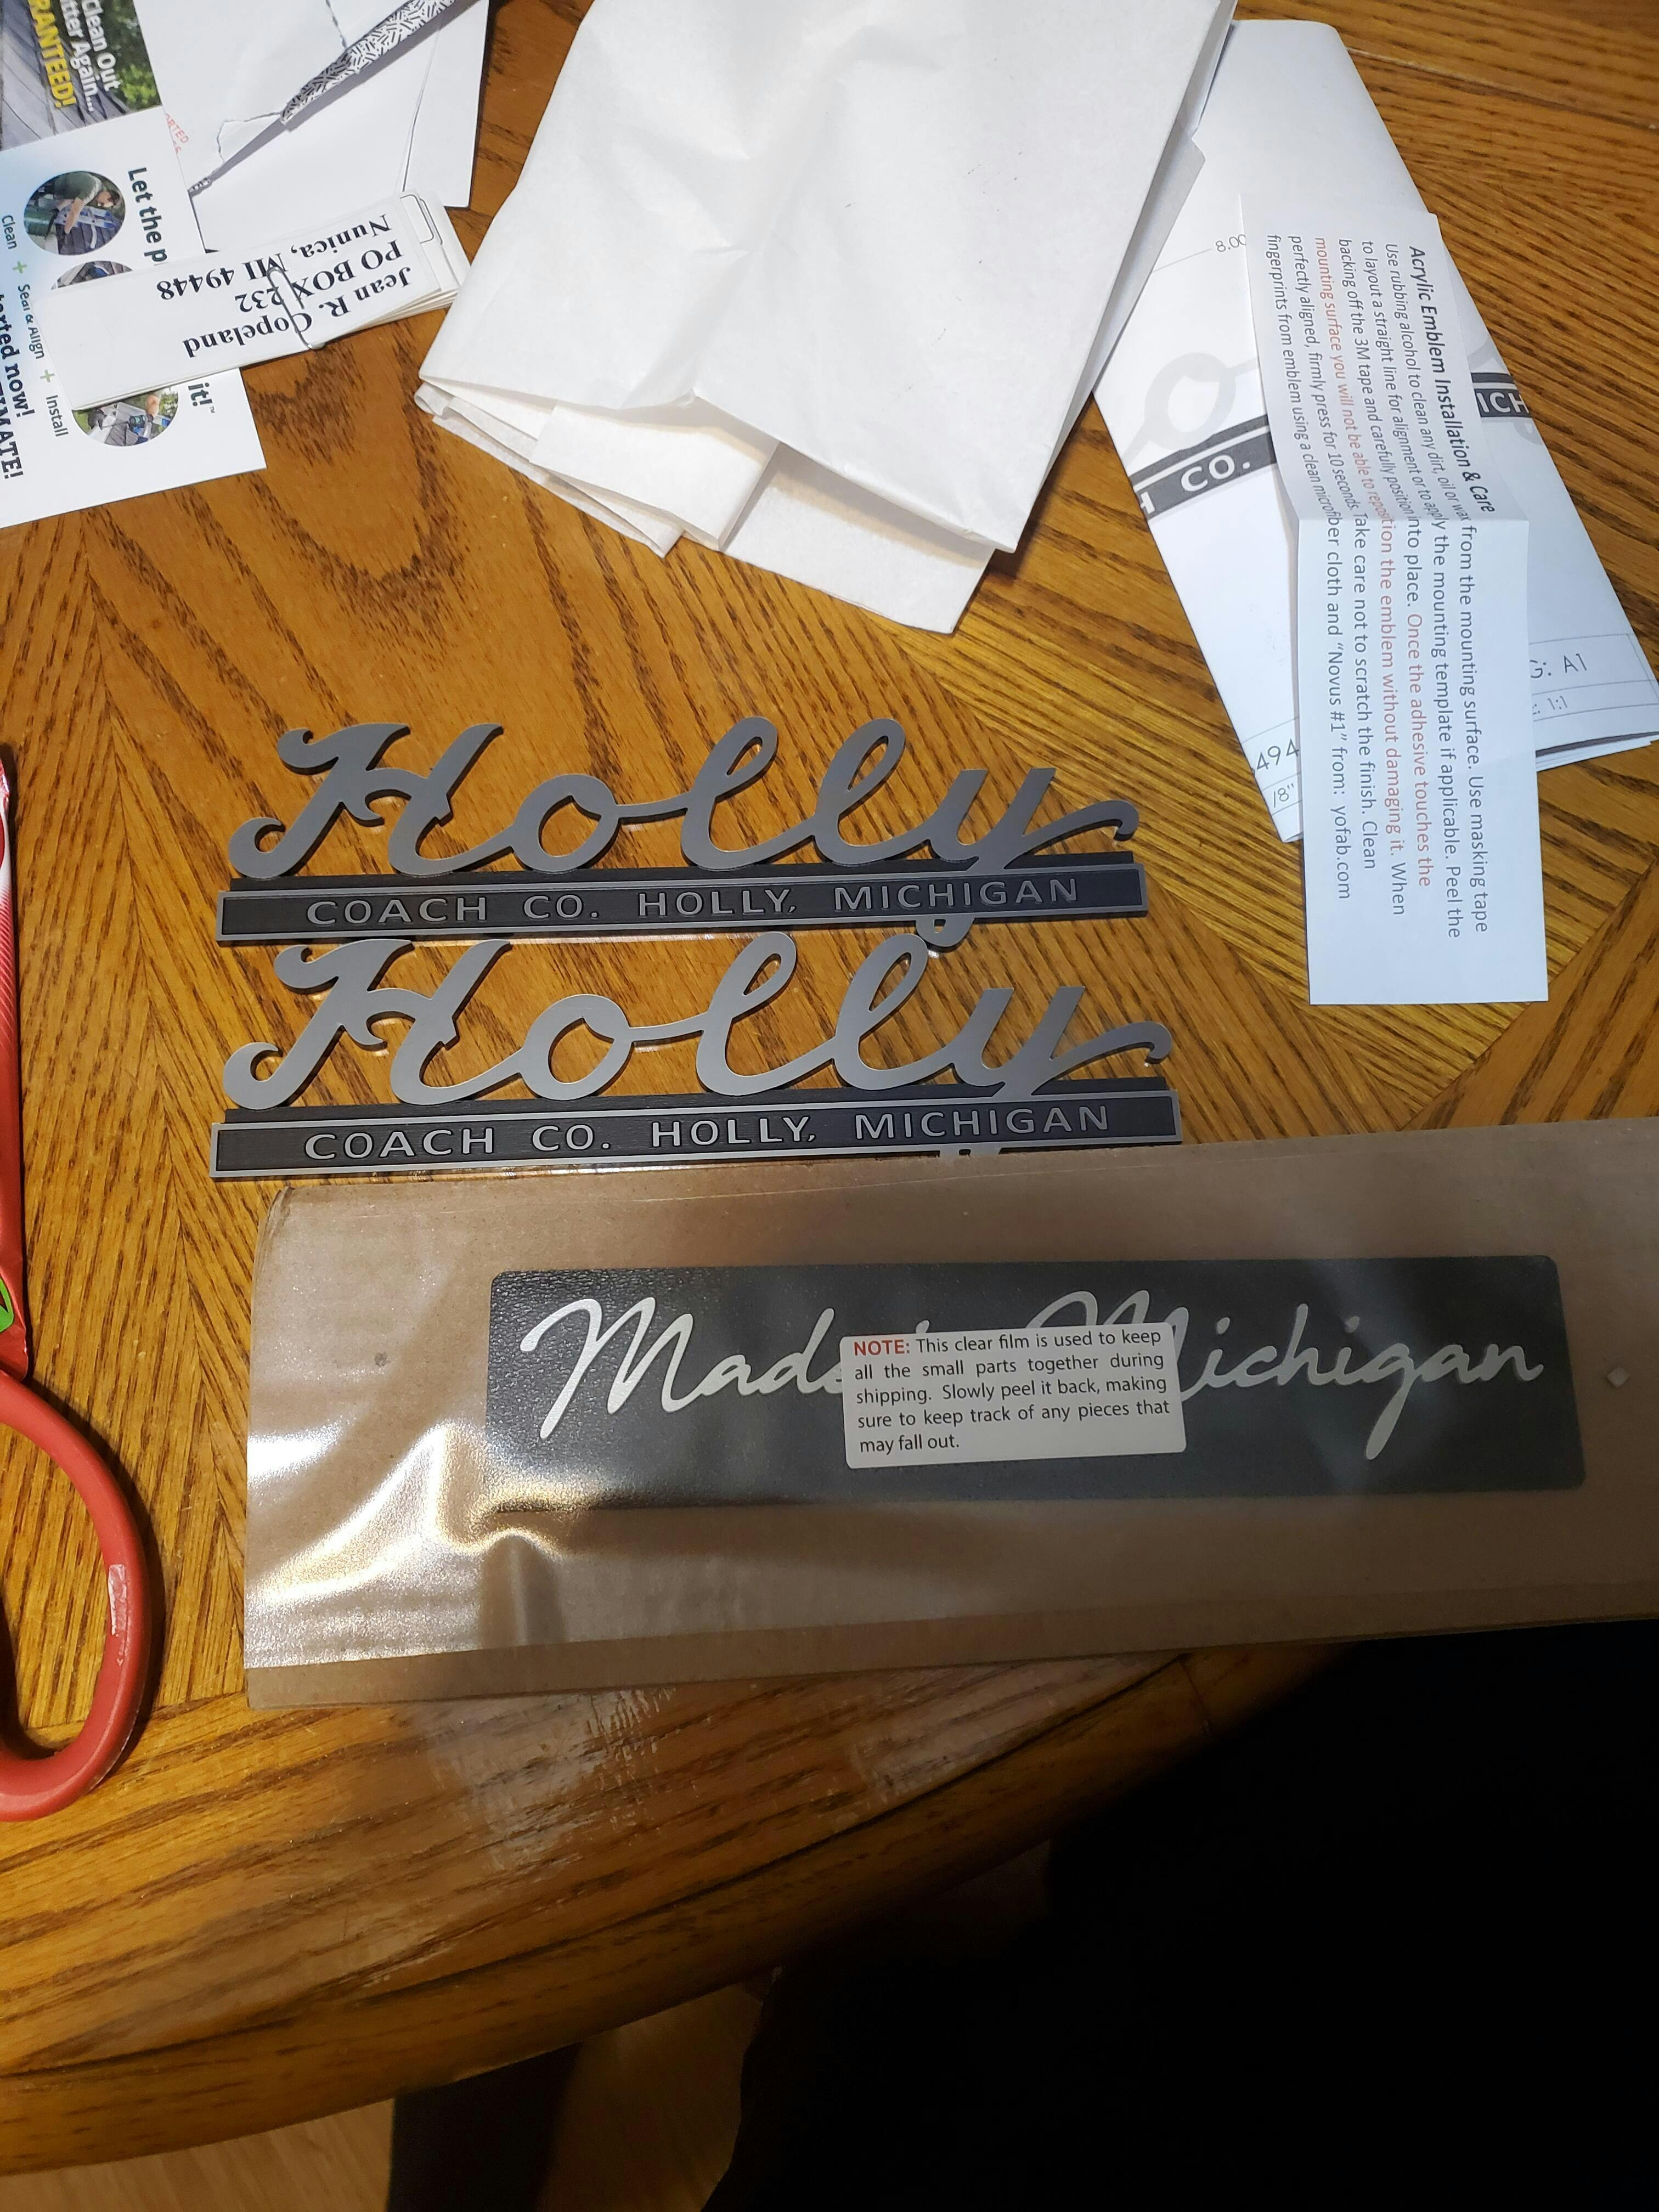 Clean Out
tter Again...
RANTEED!
Let the p
it!
Clean + Seal & Align + Install
arted now!
TIMATE!
Jean R. Copeland
PO BOX 232
Nunica, MI 49448
8.00
CO.
ICH
A1
1:1
494
/8"
Acrylic Emblem Installation & Care
Use rubbing alcohol to clean any dirt, oil or wax from the mounting surface. Use masking tape
to layout a straight line for alignment or to apply the mounting template if applicable. Peel the
backing off the 3M tape and carefully position into place. Once the adhesive touches the
mounting surface you will not be able to reposition the emblem without damaging it. When
perfectly aligned, firmly press for 10 seconds. Take care not to scratch the finish. Clean
fingerprints from emblem using a clean microfiber cloth and "Novus #1" from: yofab.com
Holly
COACH CO. HOLLY, MICHIGAN
Holly
COACH CO. HOLLY, MICHIGAN
Made Michigan
NOTE: This clear film is used to keep
all the small parts together during
shipping. Slowly peel it back, making
sure to keep track of any pieces that
may fall out.